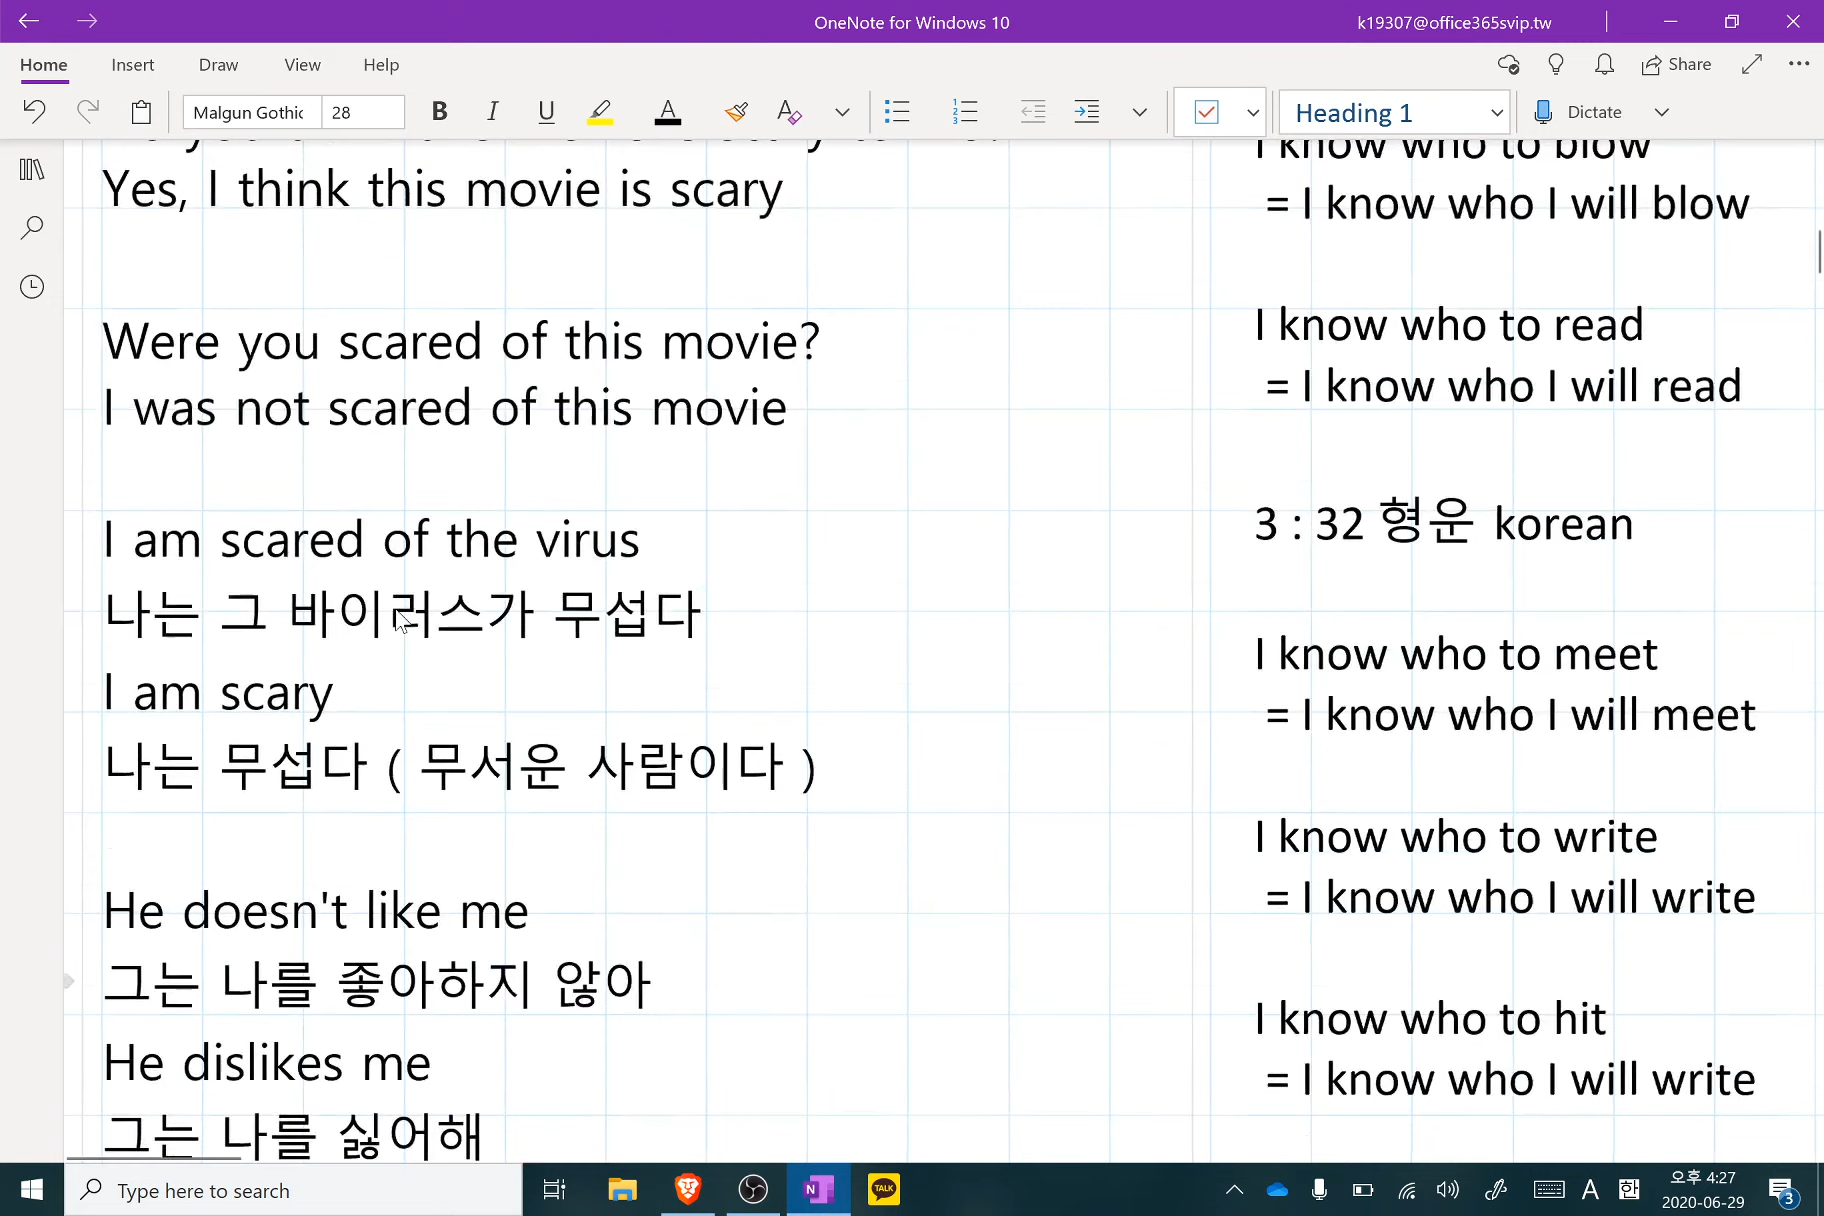 OneNote for Windows 10
k19307@office365svip.tw
Home
Insert
Draw
View
Help
Share
Malgun Gothic
28
B
I
U
A
A
Heading 1
Dictate
Yes, I think this movie is scary
Were you scared of this movie?
I was not scared of this movie
I am scared of the virus
나는 그 바이러스가 무섭다
I am scary
나는 무섭다 ( 무서운 사람이다 )
He doesn't like me
그는 나를 좋아하지 않아
He dislikes me
그는 나를 싫어해
I know who to blow
= I know who I will blow
I know who to read
= I know who I will read
3 : 32 형운 korean
I know who to meet
= I know who I will meet
I know who to write
= I know who I will write
I know who to hit
= I know who I will write
Type here to search
N
TALK
A
한
오후 4:27
2020-06-29
3